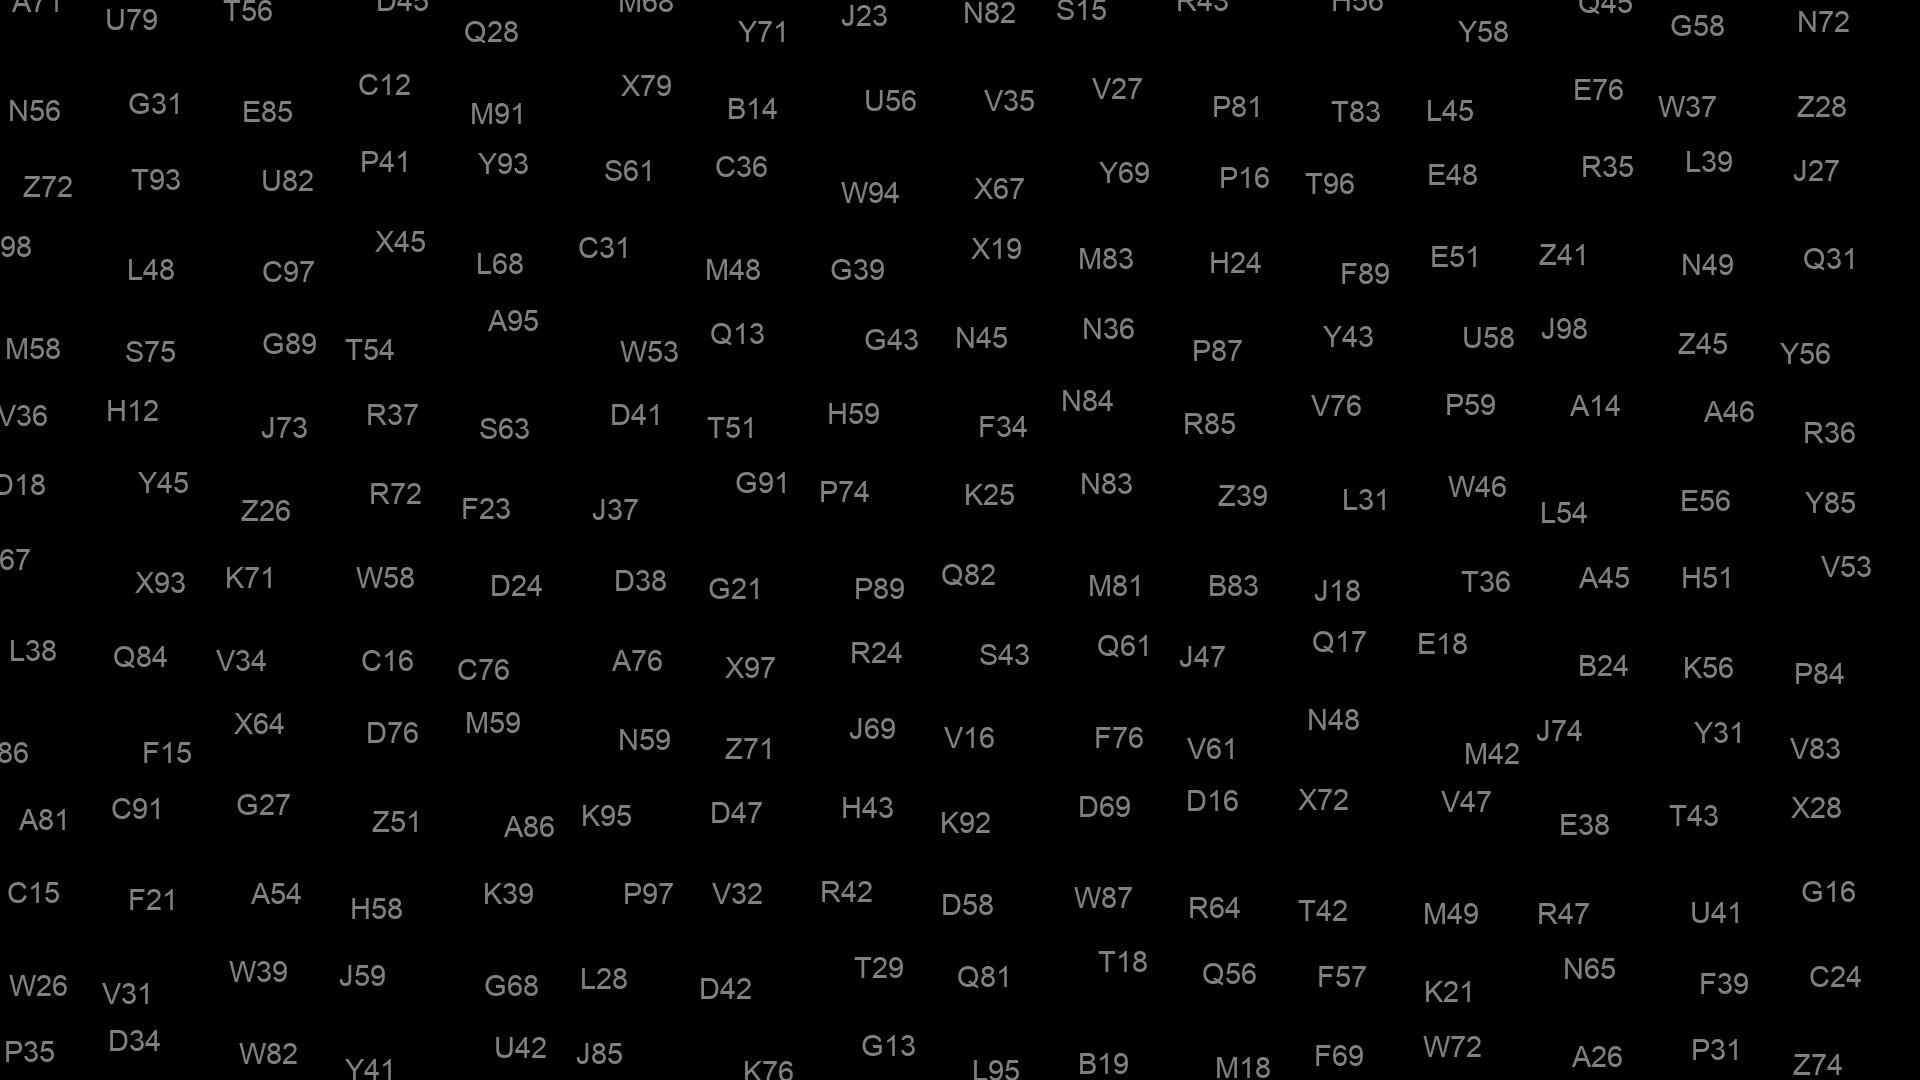 A71 U79 T56 D45 Q28 M68 Y71 J23 N82 S15 R43 H56 Y58 Q45 G58 N72
N56 G31 E85 C12 M91 X79 B14 U56 V35 V27 P81 T83 L45 E76 W37 Z28
Z72 T93 U82 P41 Y93 S61 C36 W94 X67 Y69 P16 T96 E48 R35 L39 J27
98 L48 C97 X45 L68 C31 M48 G39 X19 M83 H24 F89 E51 Z41 N49 Q31
M58 S75 G89 T54 A95 W53 Q13 G43 N45 N36 P87 Y43 U58 J98 Z45 Y56
V36 H12 J73 R37 S63 D41 T51 H59 F34 N84 R85 V76 P59 A14 A46 R36
D18 Y45 Z26 R72 F23 J37 G91 P74 K25 N83 Z39 L31 W46 L54 E56 Y85
67 X93 K71 W58 D24 D38 G21 P89 Q82 M81 B83 J18 T36 A45 H51 V53
L38 Q84 V34 C16 C76 A76 X97 R24 S43 Q61 J47 Q17 E18 B24 K56 P84
86 F15 X64 D76 M59 N59 Z71 J69 V16 F76 V61 N48 M42 J74 Y31 V83
A81 C91 G27 Z51 A86 K95 D47 H43 K92 D69 D16 X72 V47 E38 T43 X28
C15 F21 A54 H58 K39 P97 V32 R42 D58 W87 R64 T42 M49 R47 U41 G16
W26 V31 W39 J59 G68 L28 D42 T29 Q81 T18 Q56 F57 K21 N65 F39 C24
P35 D34 W82 Y41 U42 J85 K76 G13 L95 B19 M18 F69 W72 A26 P31 Z74